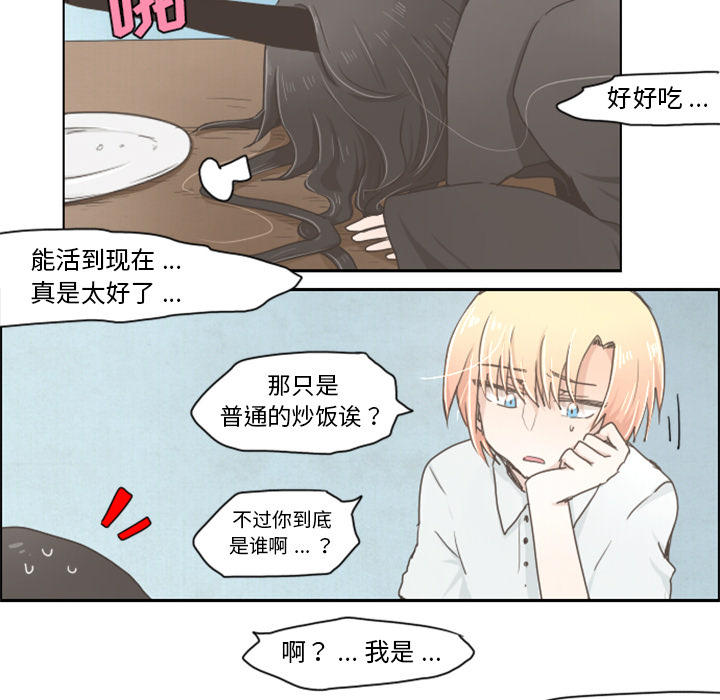 好好吃 ...
能活到现在 ...
真是太好了 ...
那只是
普通的炒饭诶？
不过你到底
是谁啊 ... ？
啊？ ... 我是 ...